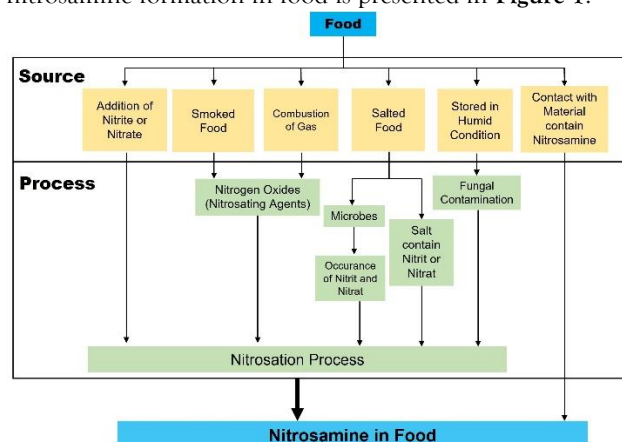 nitrosamine formation in food is presented in Figure 1.
Food
Source
Addition of
Nitrite or
Nitrate
Smoked
Food
Combustion
of Gas
Salted
Food
Stored in
Humid
Condition
Contact with
Material
contain
Nitrosamine
Process
Nitrogen Oxides
(Nitrosating Agents)
Microbes
Occurance
of Nitrit and
Nitrat
Salt
contain
Nitrit or
Nitrat
Fungal
Contamination
Nitrosation Process
Nitrosamine in Food